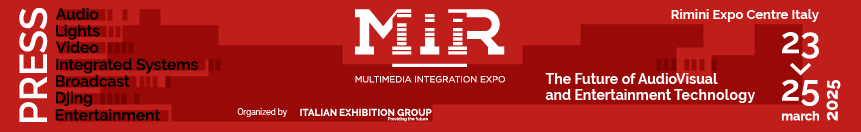 PRESS
Audio
Lights
Video
Integrated Systems
Broadcast
Djing
Entertainment
Organized by ITALIAN EXHIBITION GROUP
Providing the future
MIR
MULTIMEDIA INTEGRATION EXPO
Rimini Expo Centre Italy
The Future of AudioVisual
and Entertainment Technology
23
25
march
2025